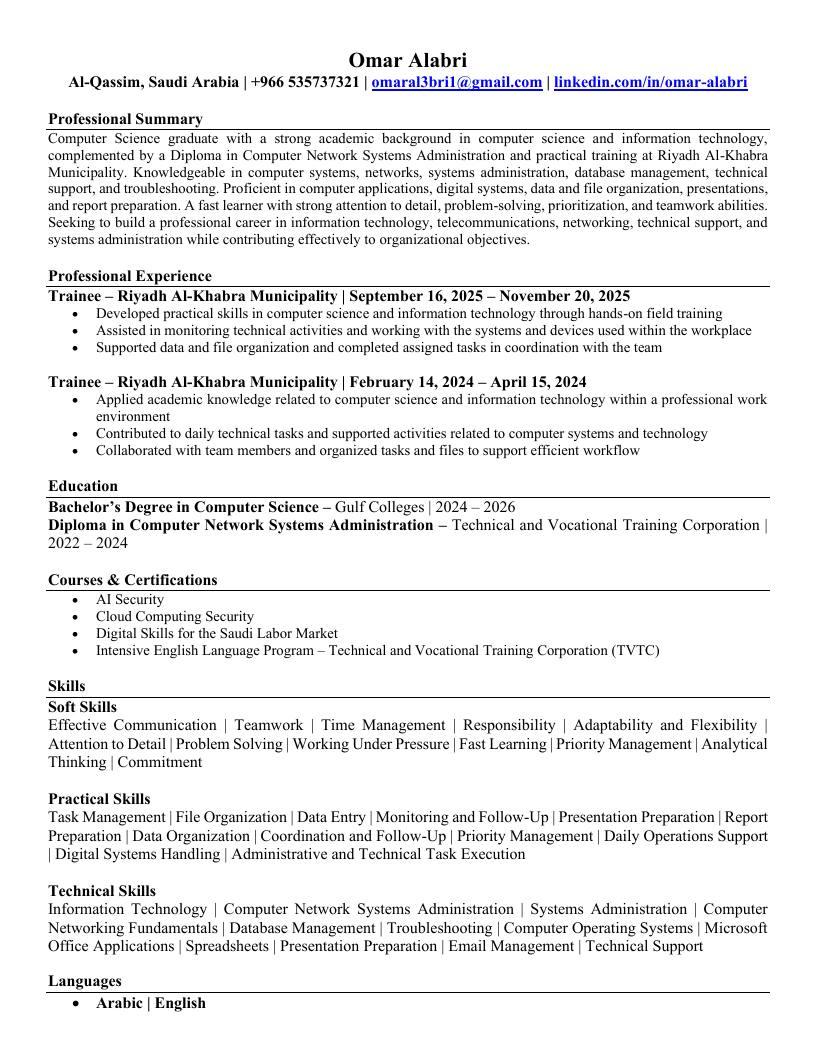 Omar Alabri
Al-Qassim, Saudi Arabia | +966 535737321 | omaral3bri1@gmail.com | linkedin.com/in/omar-alabri
Professional Summary
Computer Science graduate with a strong academic background in computer science and information technology,
complemented by a Diploma in Computer Network Systems Administration and practical training at Riyadh Al-Khabra
Municipality. Knowledgeable in computer systems, networks, systems administration, database management, technical
support, and troubleshooting. Proficient in computer applications, digital systems, data and file organization, presentations,
and report preparation. A fast learner with strong attention to detail, problem-solving, prioritization, and teamwork abilities.
Seeking to build a professional career in information technology, telecommunications, networking, technical support, and
systems administration while contributing effectively to organizational objectives.
Professional Experience
Trainee – Riyadh Al-Khabra Municipality | September 16, 2025 – November 20, 2025
• Developed practical skills in computer science and information technology through hands-on field training
• Assisted in monitoring technical activities and working with the systems and devices used within the workplace
• Supported data and file organization and completed assigned tasks in coordination with the team
Trainee – Riyadh Al-Khabra Municipality | February 14, 2024 – April 15, 2024
• Applied academic knowledge related to computer science and information technology within a professional work
environment
• Contributed to daily technical tasks and supported activities related to computer systems and technology
• Collaborated with team members and organized tasks and files to support efficient workflow
Education
Bachelor’s Degree in Computer Science – Gulf Colleges | 2024 – 2026
Diploma in Computer Network Systems Administration – Technical and Vocational Training Corporation |
2022 – 2024
Courses & Certifications
• AI Security
• Cloud Computing Security
• Digital Skills for the Saudi Labor Market
• Intensive English Language Program – Technical and Vocational Training Corporation (TVTC)
Skills
Soft Skills
Effective Communication | Teamwork | Time Management | Responsibility | Adaptability and Flexibility |
Attention to Detail | Problem Solving | Working Under Pressure | Fast Learning | Priority Management | Analytical
Thinking | Commitment
Practical Skills
Task Management | File Organization | Data Entry | Monitoring and Follow-Up | Presentation Preparation | Report
Preparation | Data Organization | Coordination and Follow-Up | Priority Management | Daily Operations Support
| Digital Systems Handling | Administrative and Technical Task Execution
Technical Skills
Information Technology | Computer Network Systems Administration | Systems Administration | Computer
Networking Fundamentals | Database Management | Troubleshooting | Computer Operating Systems | Microsoft
Office Applications | Spreadsheets | Presentation Preparation | Email Management | Technical Support
Languages
• Arabic | English